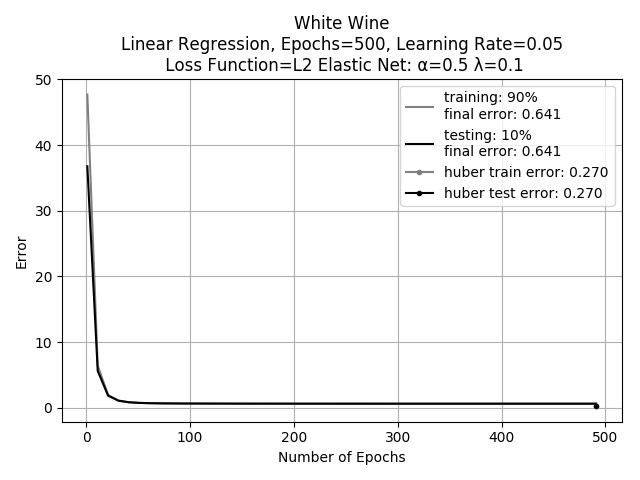 White Wine
Linear Regression, Epochs=500, Learning Rate=0.05
Loss Function=L2 Elastic Net: α=0.5 λ=0.1
training: 90%
final error: 0.641
testing: 10%
final error: 0.641
huber train error: 0.270
huber test error: 0.270
Error
50
40
30
20
10
0
0 100 200 300 400 500
Number of Epochs